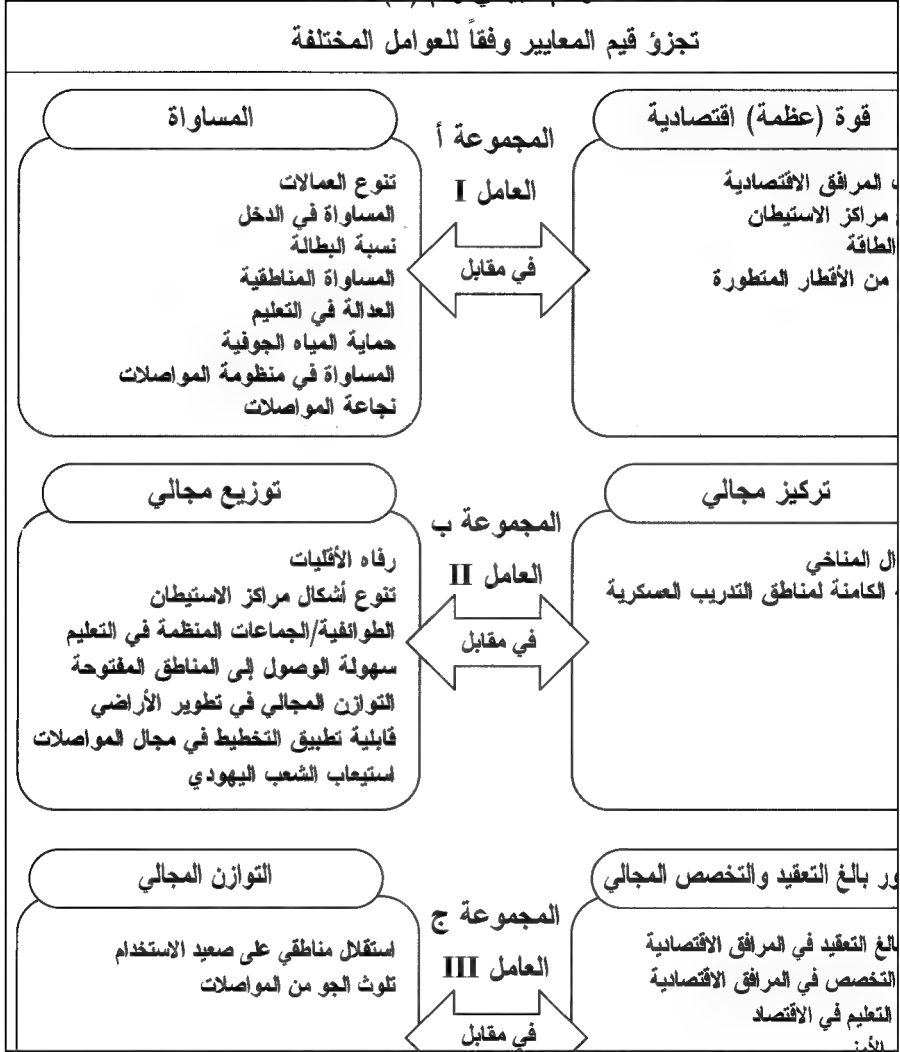 تجزؤ قيم المعايير وفقاً للعوامل المختلفة
قوة (عظمة) اقتصادية
المرافق الاقتصادية
مراكز الاستيطان
الطاقة
من الأقطار المتطورة
المجموعة أ
العامل I
في مقابل
المساواة
تنوع العمالات
المساواة في الدخل
نسبة البطالة
المساواة المناطقية
العدالة في التعليم
حماية المياه الجوفية
المساواة في منظومة المواصلات
نجاعة المواصلات
تركيز مجالي
المناخي
الكامنة لمناطق التدريب العسكرية
المجموعة ب
العامل II
في مقابل
توزيع مجالي
رفاه الأقليات
تنوع أشكال مراكز الاستيطان
الطوائفية/الجماعات المنظمة في التعليم
سهولة الوصول إلى المناطق المفتوحة
التوازن المجالي في تطوير الأراضي
قابلية تطبيق التخطيط في مجال المواصلات
استيعاب الشعب اليهودي
بالغ التعقيد والتخصص المجالي
التعقيد في المرافق الاقتصادية
التخصص في المرافق الاقتصادية
التعليم في الاقتصاد
المجموعة ج
العامل III
في مقابل
التوازن المجالي
استقلال مناطقي على صعيد الاستخدام
تلوث الجو من المواصلات